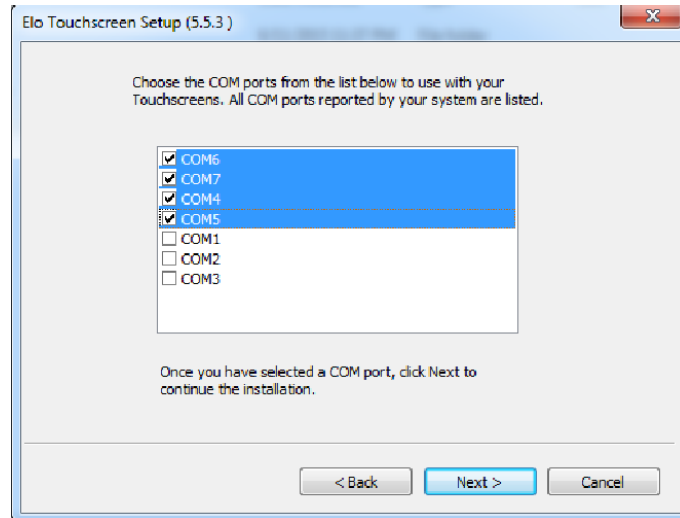 Elo Touchscreen Setup (5.5.3 )
Choose the COM ports from the list below to use with your
Touchscreens. All COM ports reported by your system are listed.
COM6
COM7
COM4
COM5
COM1
COM2
COM3
Once you have selected a COM port, click Next to
continue the installation.
< Back Next > Cancel